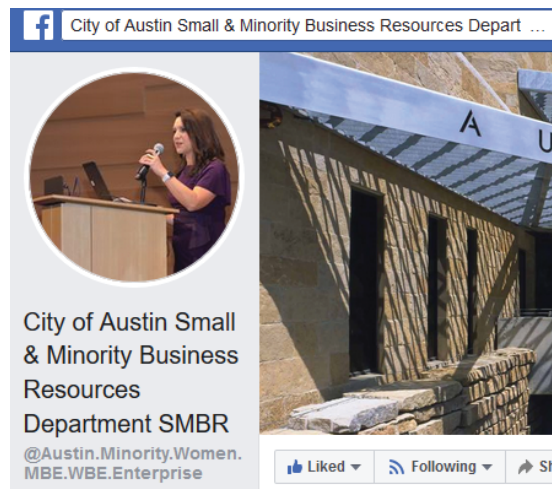 City of Austin Small & Minority Business Resources Depart ...
A U
City of Austin Small
& Minority Business
Resources
Department SMBR
@Austin.Minority.Women.
MBE.WBE.Enterprise
Liked Following Sh